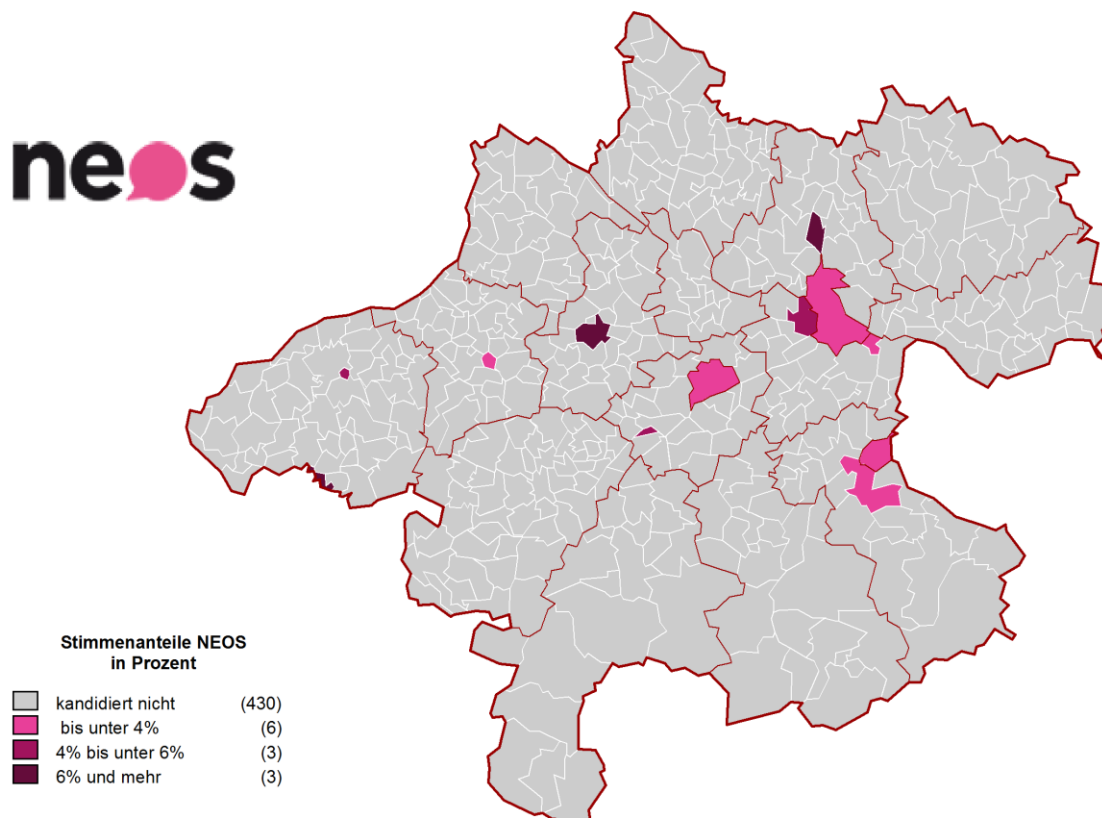 neos
Stimmenanteile NEOS
in Prozent
kandidiert nicht (430)
bis unter 4% (6)
4% bis unter 6% (3)
6% und mehr (3)